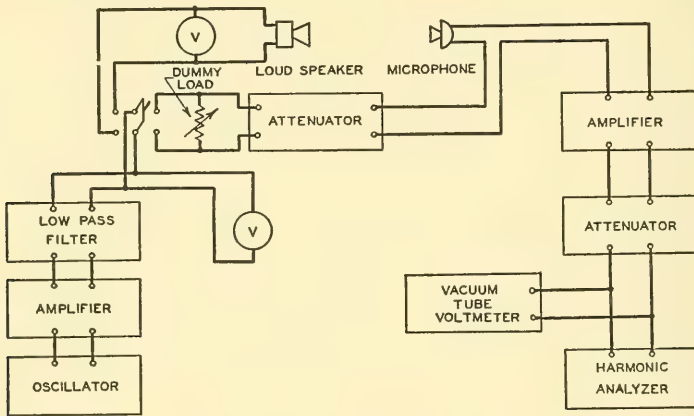 V
DUMMY
LOAD
LOUD SPEAKER
MICROPHONE
ATTENUATOR
AMPLIFIER
LOW PASS
FILTER
V
ATTENUATOR
AMPLIFIER
VACUUM
TUBE
VOLTMETER
OSCILLATOR
HARMONIC
ANALYZER